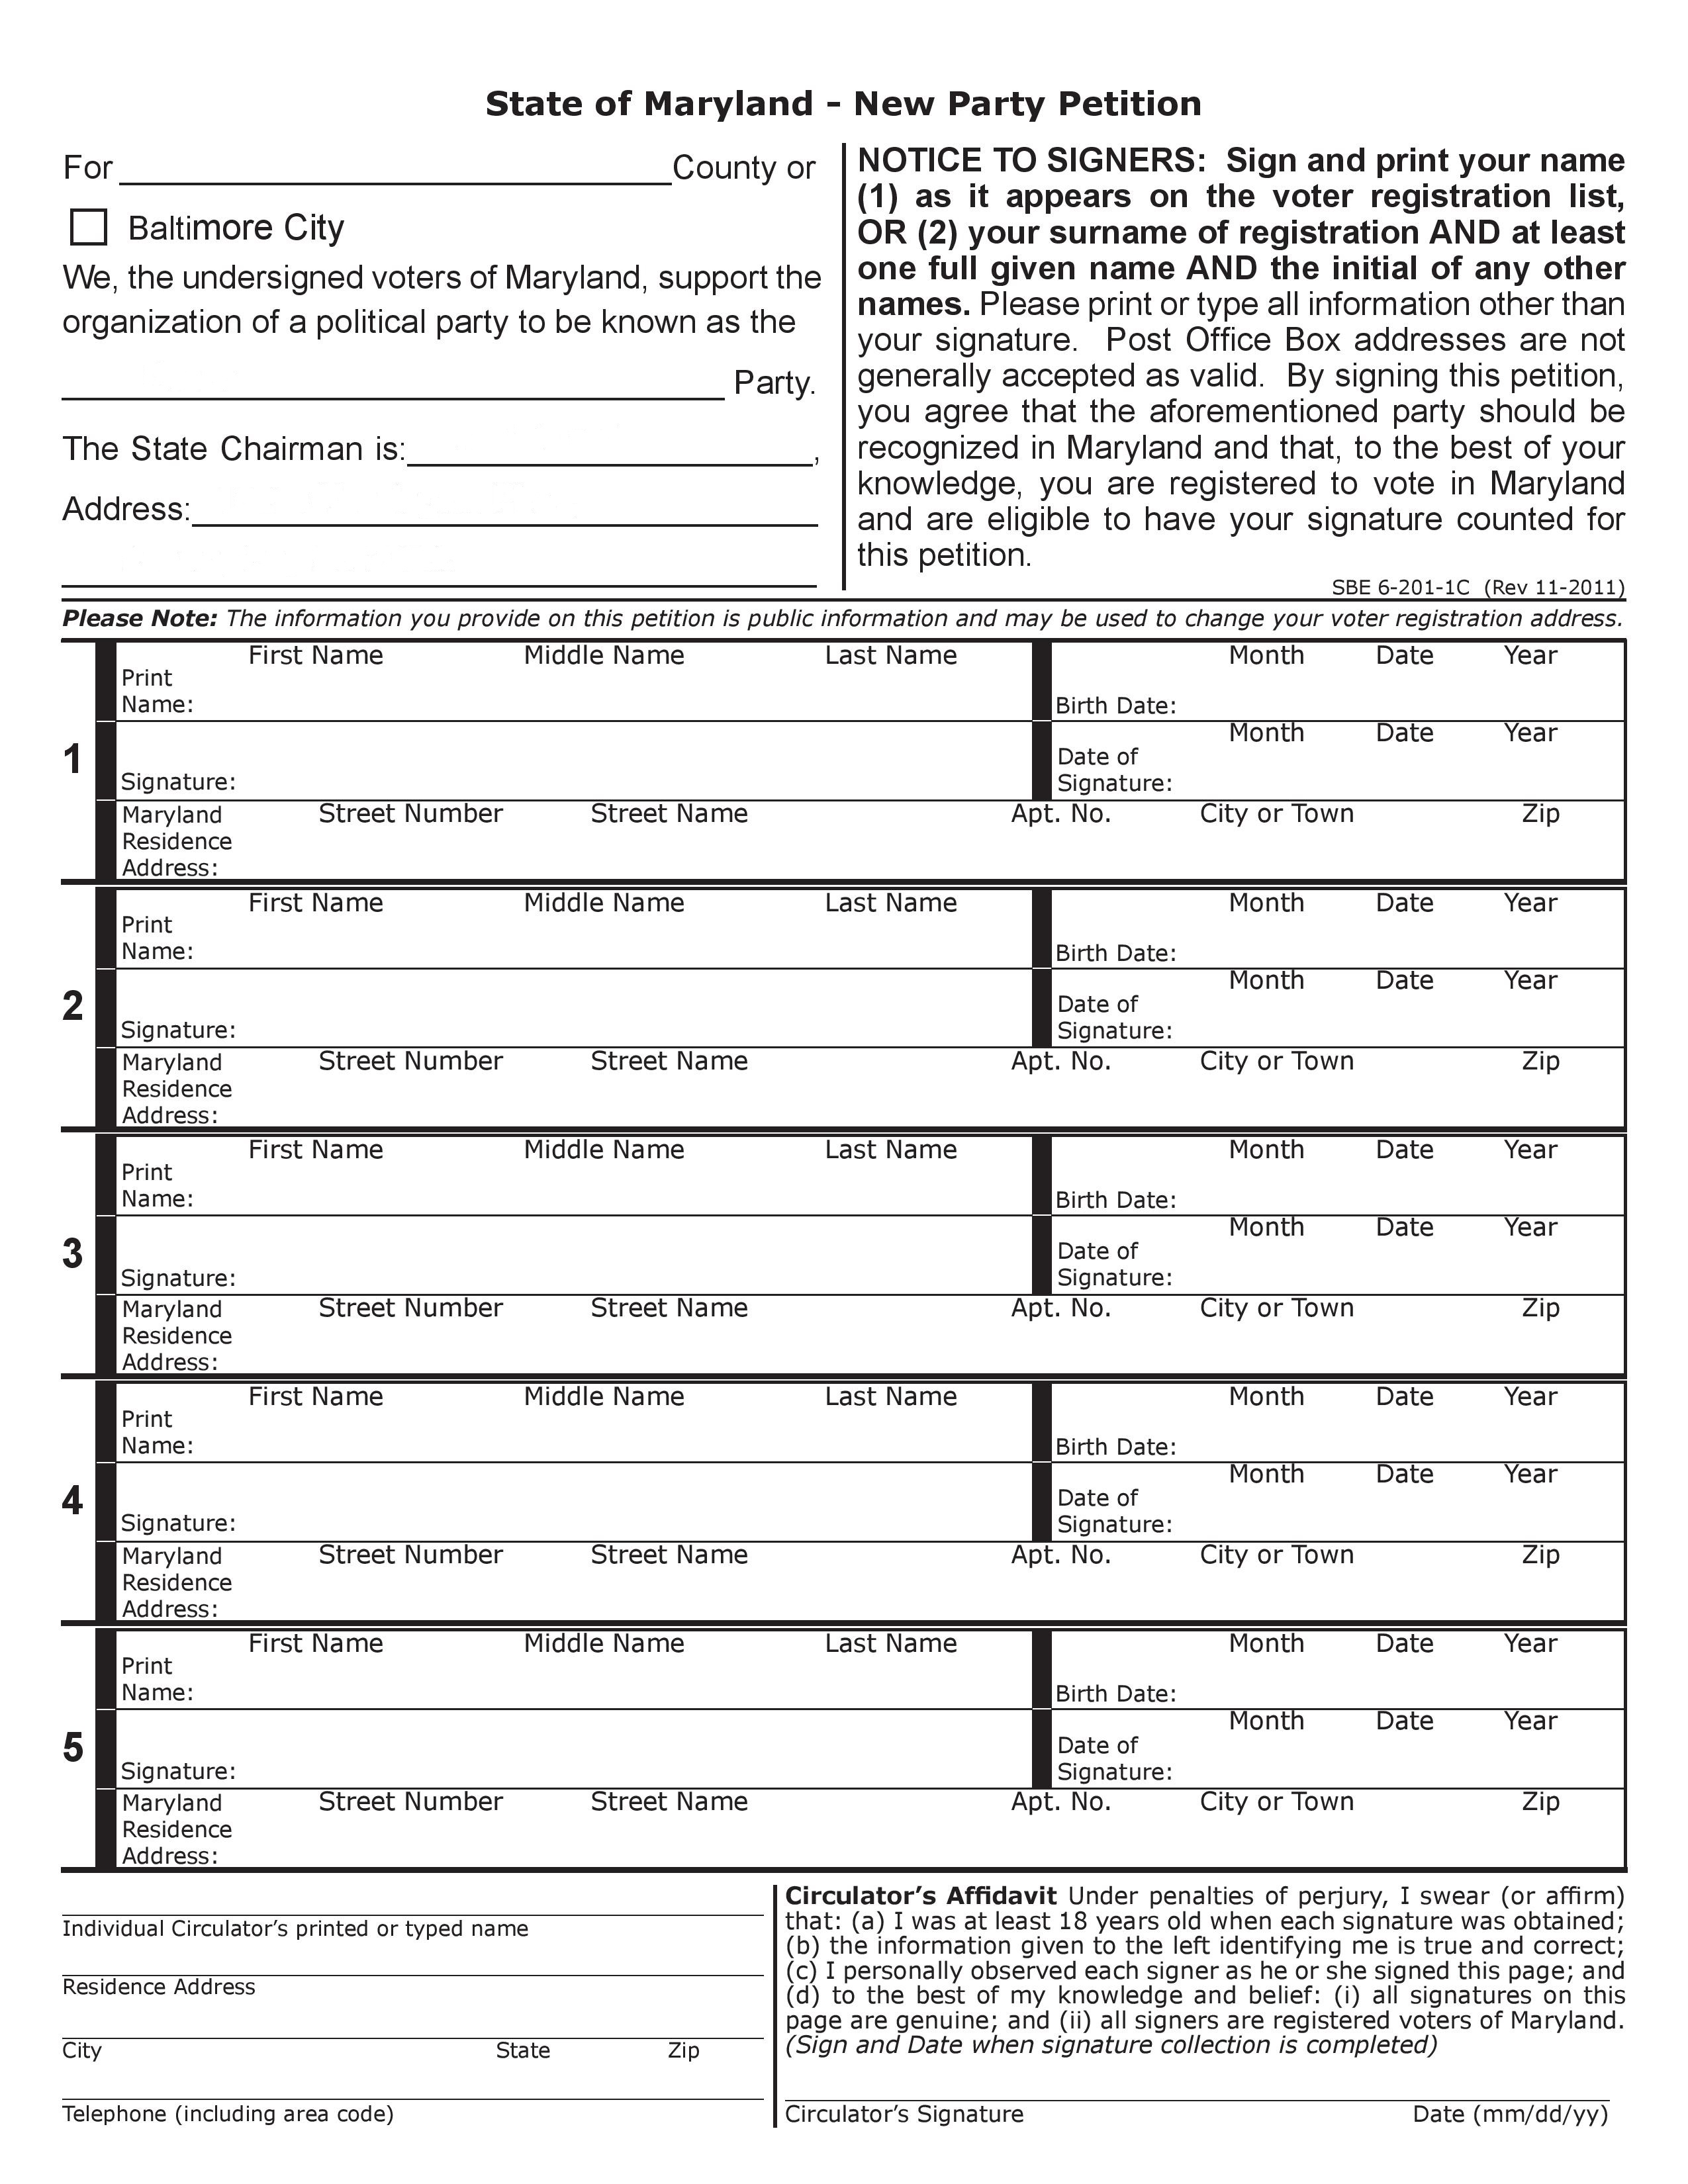 State of Maryland - New Party Petition
For County or
Baltimore City
We, the undersigned voters of Maryland, support the
organization of a political party to be known as the
Party.
The State Chairman is: ,
Address:
NOTICE TO SIGNERS: Sign and print your name
(1) as it appears on the voter registration list,
OR (2) your surname of registration AND at least
one full given name AND the initial of any other
names. Please print or type all information other than
your signature. Post Office Box addresses are not
generally accepted as valid. By signing this petition,
you agree that the aforementioned party should be
recognized in Maryland and that, to the best of your
knowledge, you are registered to vote in Maryland
and are eligible to have your signature counted for
this petition.
SBE 6-201-1C (Rev 11-2011)
Please Note: The information you provide on this petition is public information and may be used to change your voter registration address.
1
First Name Middle Name Last Name Month Date Year
Print
Name: Birth Date:
Month Date Year
Date of
Signature: Signature:
Maryland Street Number Street Name Apt. No. City or Town Zip
Residence
Address:
2
First Name Middle Name Last Name Month Date Year
Print
Name: Birth Date:
Month Date Year
Date of
Signature: Signature:
Maryland Street Number Street Name Apt. No. City or Town Zip
Residence
Address:
3
First Name Middle Name Last Name Month Date Year
Print
Name: Birth Date:
Month Date Year
Date of
Signature: Signature:
Maryland Street Number Street Name Apt. No. City or Town Zip
Residence
Address:
4
First Name Middle Name Last Name Month Date Year
Print
Name: Birth Date:
Month Date Year
Date of
Signature: Signature:
Maryland Street Number Street Name Apt. No. City or Town Zip
Residence
Address:
5
First Name Middle Name Last Name Month Date Year
Print
Name: Birth Date:
Month Date Year
Date of
Signature: Signature:
Maryland Street Number Street Name Apt. No. City or Town Zip
Residence
Address:
Individual Circulator's printed or typed name
Residence Address
City State Zip
Telephone (including area code)
Circulator's Affidavit Under penalties of perjury, I swear (or affirm)
that: (a) I was at least 18 years old when each signature was obtained;
(b) the information given to the left identifying me is true and correct;
(c) I personally observed each signer as he or she signed this page; and
(d) to the best of my knowledge and belief: (i) all signatures on this
page are genuine; and (ii) all signers are registered voters of Maryland.
(Sign and Date when signature collection is completed)
Circulator's Signature Date (mm/dd/yy)